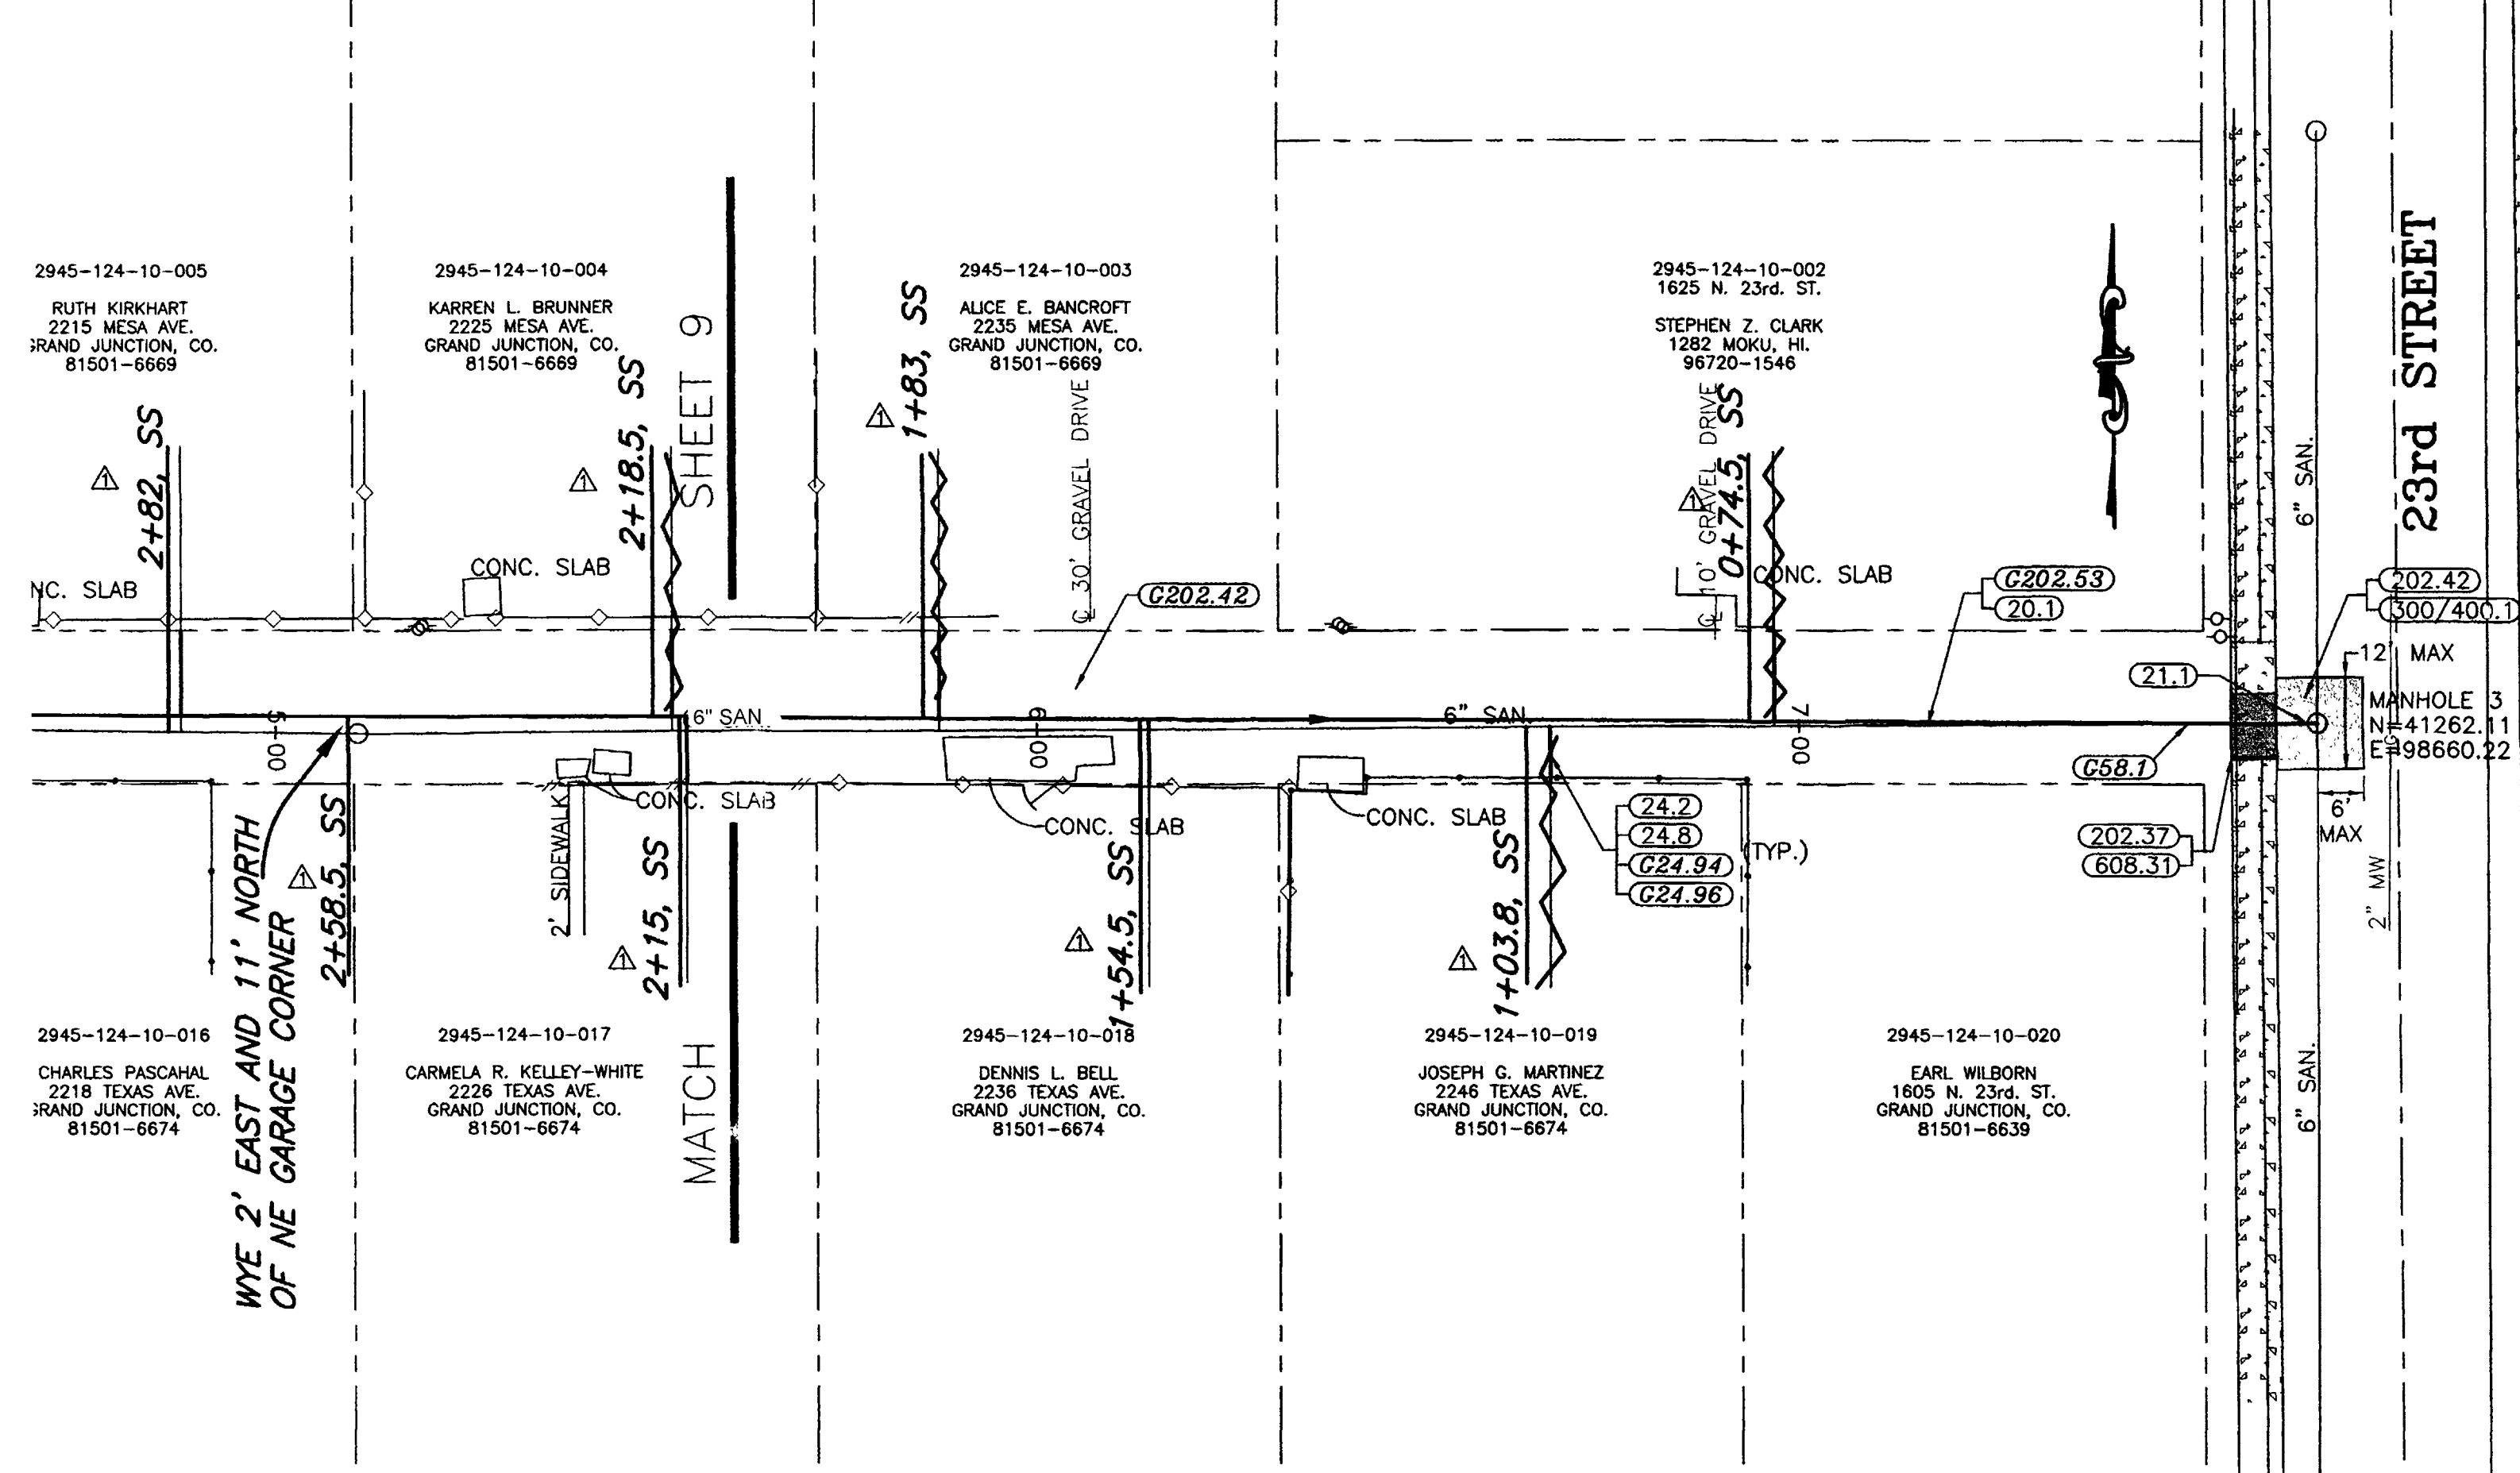 2945-124-10-005
RUTH KIRKHART
2215 MESA AVE.
GRAND JUNCTION, CO.
81501-6669
2945-124-10-004
KARREN L. BRUNNER
2225 MESA AVE.
GRAND JUNCTION, CO.
81501-6669
SHEET 9
2945-124-10-003
ALICE E. BANCROFT
2235 MESA AVE.
GRAND JUNCTION, CO.
81501-6669
2945-124-10-002
1625 N. 23rd. ST.
STEPHEN Z. CLARK
1282 MOKU, HI.
96720-1546
23rd STREET
1
2+82, SS
1
2+18.5, SS
1
1+83, SS
℄ 30' GRAVEL DRIVE
1
℄ 10' GRAVEL DRIVE
0+74.5, SS
6" SAN.
NC. SLAB
CONC. SLAB
CONC. SLAB
G202.42
G202.53
20.1
202.42
300/400.1
12' MAX
21.1
MANHOLE 3
N=41262.11
E=98660.22
6" SAN
6" SAN.
5
00
6
00
7
00
G58.1
6'
MAX
202.37
608.31
2" MW
CONC. SLAB
CONC. SLAB
CONC. SLAB
2' SIDEWALK
24.2
24.8
G24.94
G24.96
(TYP.)
WYE 2' EAST AND 11' NORTH
OF NE GARAGE CORNER
1
2+58.5, SS
1
2+15, SS
1
1+54.5, SS
1
1+03.8, SS
2945-124-10-016
CHARLES PASCAHAL
2218 TEXAS AVE.
GRAND JUNCTION, CO.
81501-6674
2945-124-10-017
CARMELA R. KELLEY-WHITE
2226 TEXAS AVE.
GRAND JUNCTION, CO.
81501-6674
MATCH
2945-124-10-018
DENNIS L. BELL
2236 TEXAS AVE.
GRAND JUNCTION, CO.
81501-6674
2945-124-10-019
JOSEPH G. MARTINEZ
2246 TEXAS AVE.
GRAND JUNCTION, CO.
81501-6674
2945-124-10-020
EARL WILBORN
1605 N. 23rd. ST.
GRAND JUNCTION, CO.
81501-6639
6" SAN.